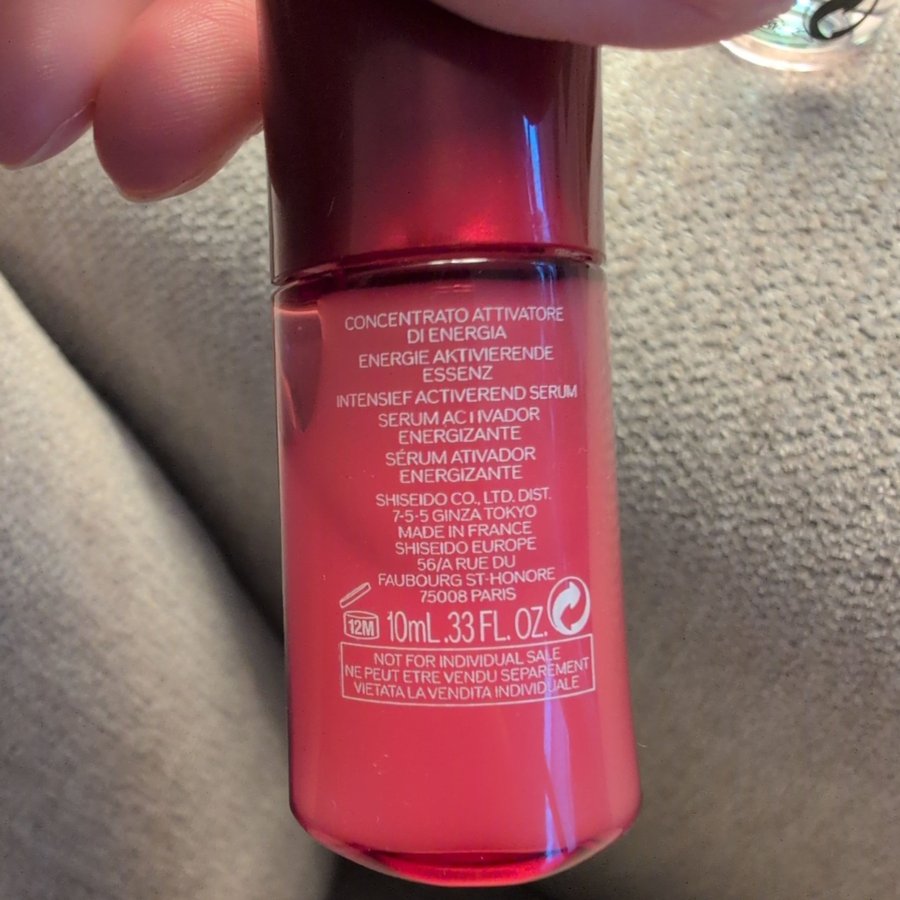 CONCENTRATO ATTIVATORE
DI ENERGIA
ENERGIE AKTIVIERENDE
ESSENZ
INTENSIEF ACTIVEREND SERUM
SERUM ACTIVADOR
ENERGIZANTE
SÉRUM ATIVADOR
ENERGIZANTE
SHISEIDO CO., LTD. DIST.
7-5-5 GINZA TOKYO
MADE IN FRANCE
SHISEIDO EUROPE
56/A RUE DU
FAUBOURG ST-HONORE
75008 PARIS
12M 10mL .33 FL. OZ.
NOT FOR INDIVIDUAL SALE
NE PEUT ETRE VENDU SEPAREMENT
VIETATA LA VENDITA INDIVIDUALE